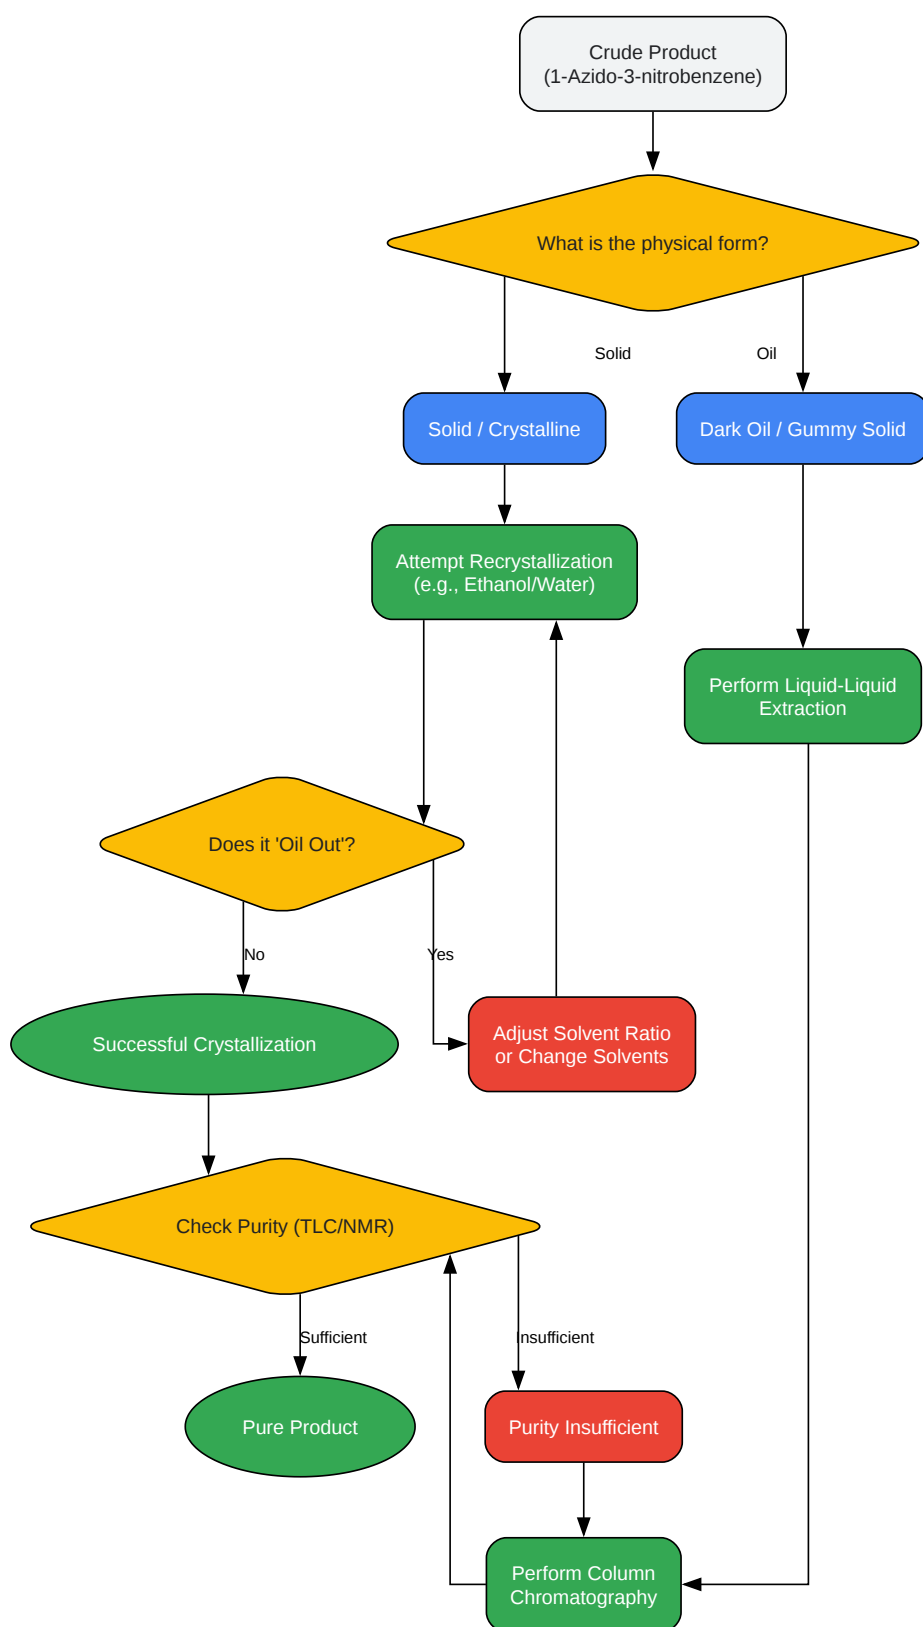 Crude Product
(1-Azido-3-nitrobenzene)
What is the physical form?
Solid
Oil
Solid / Crystalline
Dark Oil / Gummy Solid
Attempt Recrystallization
(e.g., Ethanol/Water)
Perform Liquid-Liquid
Extraction
Does it 'Oil Out'?
No
Yes
Successful Crystallization
Adjust Solvent Ratio
or Change Solvents
Check Purity (TLC/NMR)
Sufficient
Insufficient
Pure Product
Purity Insufficient
Perform Column
Chromatography